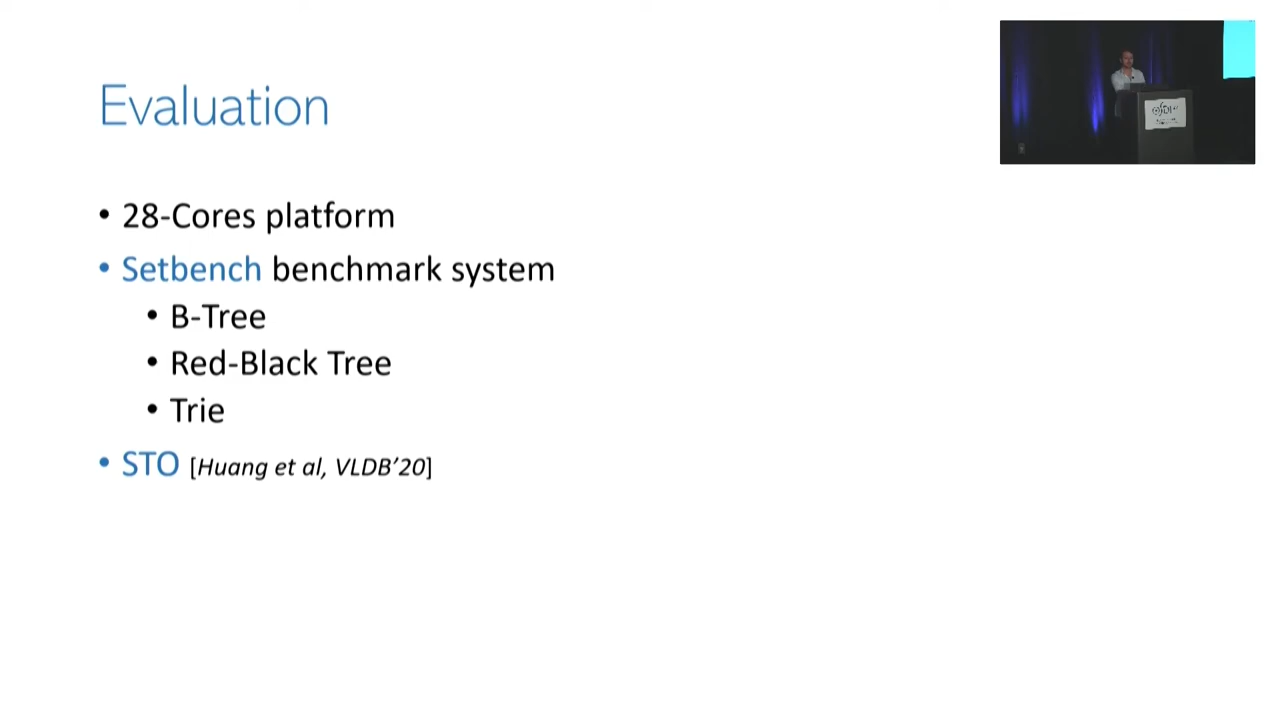 Evaluation
• 28-Cores platform
• Setbench benchmark system
• B-Tree
• Red-Black Tree
• Trie
• STO [Huang et al, VLDB’20]